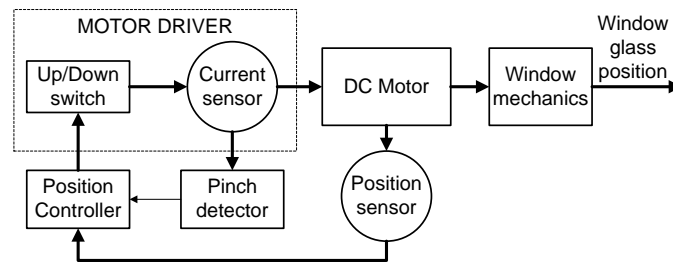 MOTOR DRIVER
Up/Down
switch
Current
sensor
DC Motor
Window
mechanics
Window
glass
position
Position
Controller
Pinch
detector
Position
sensor